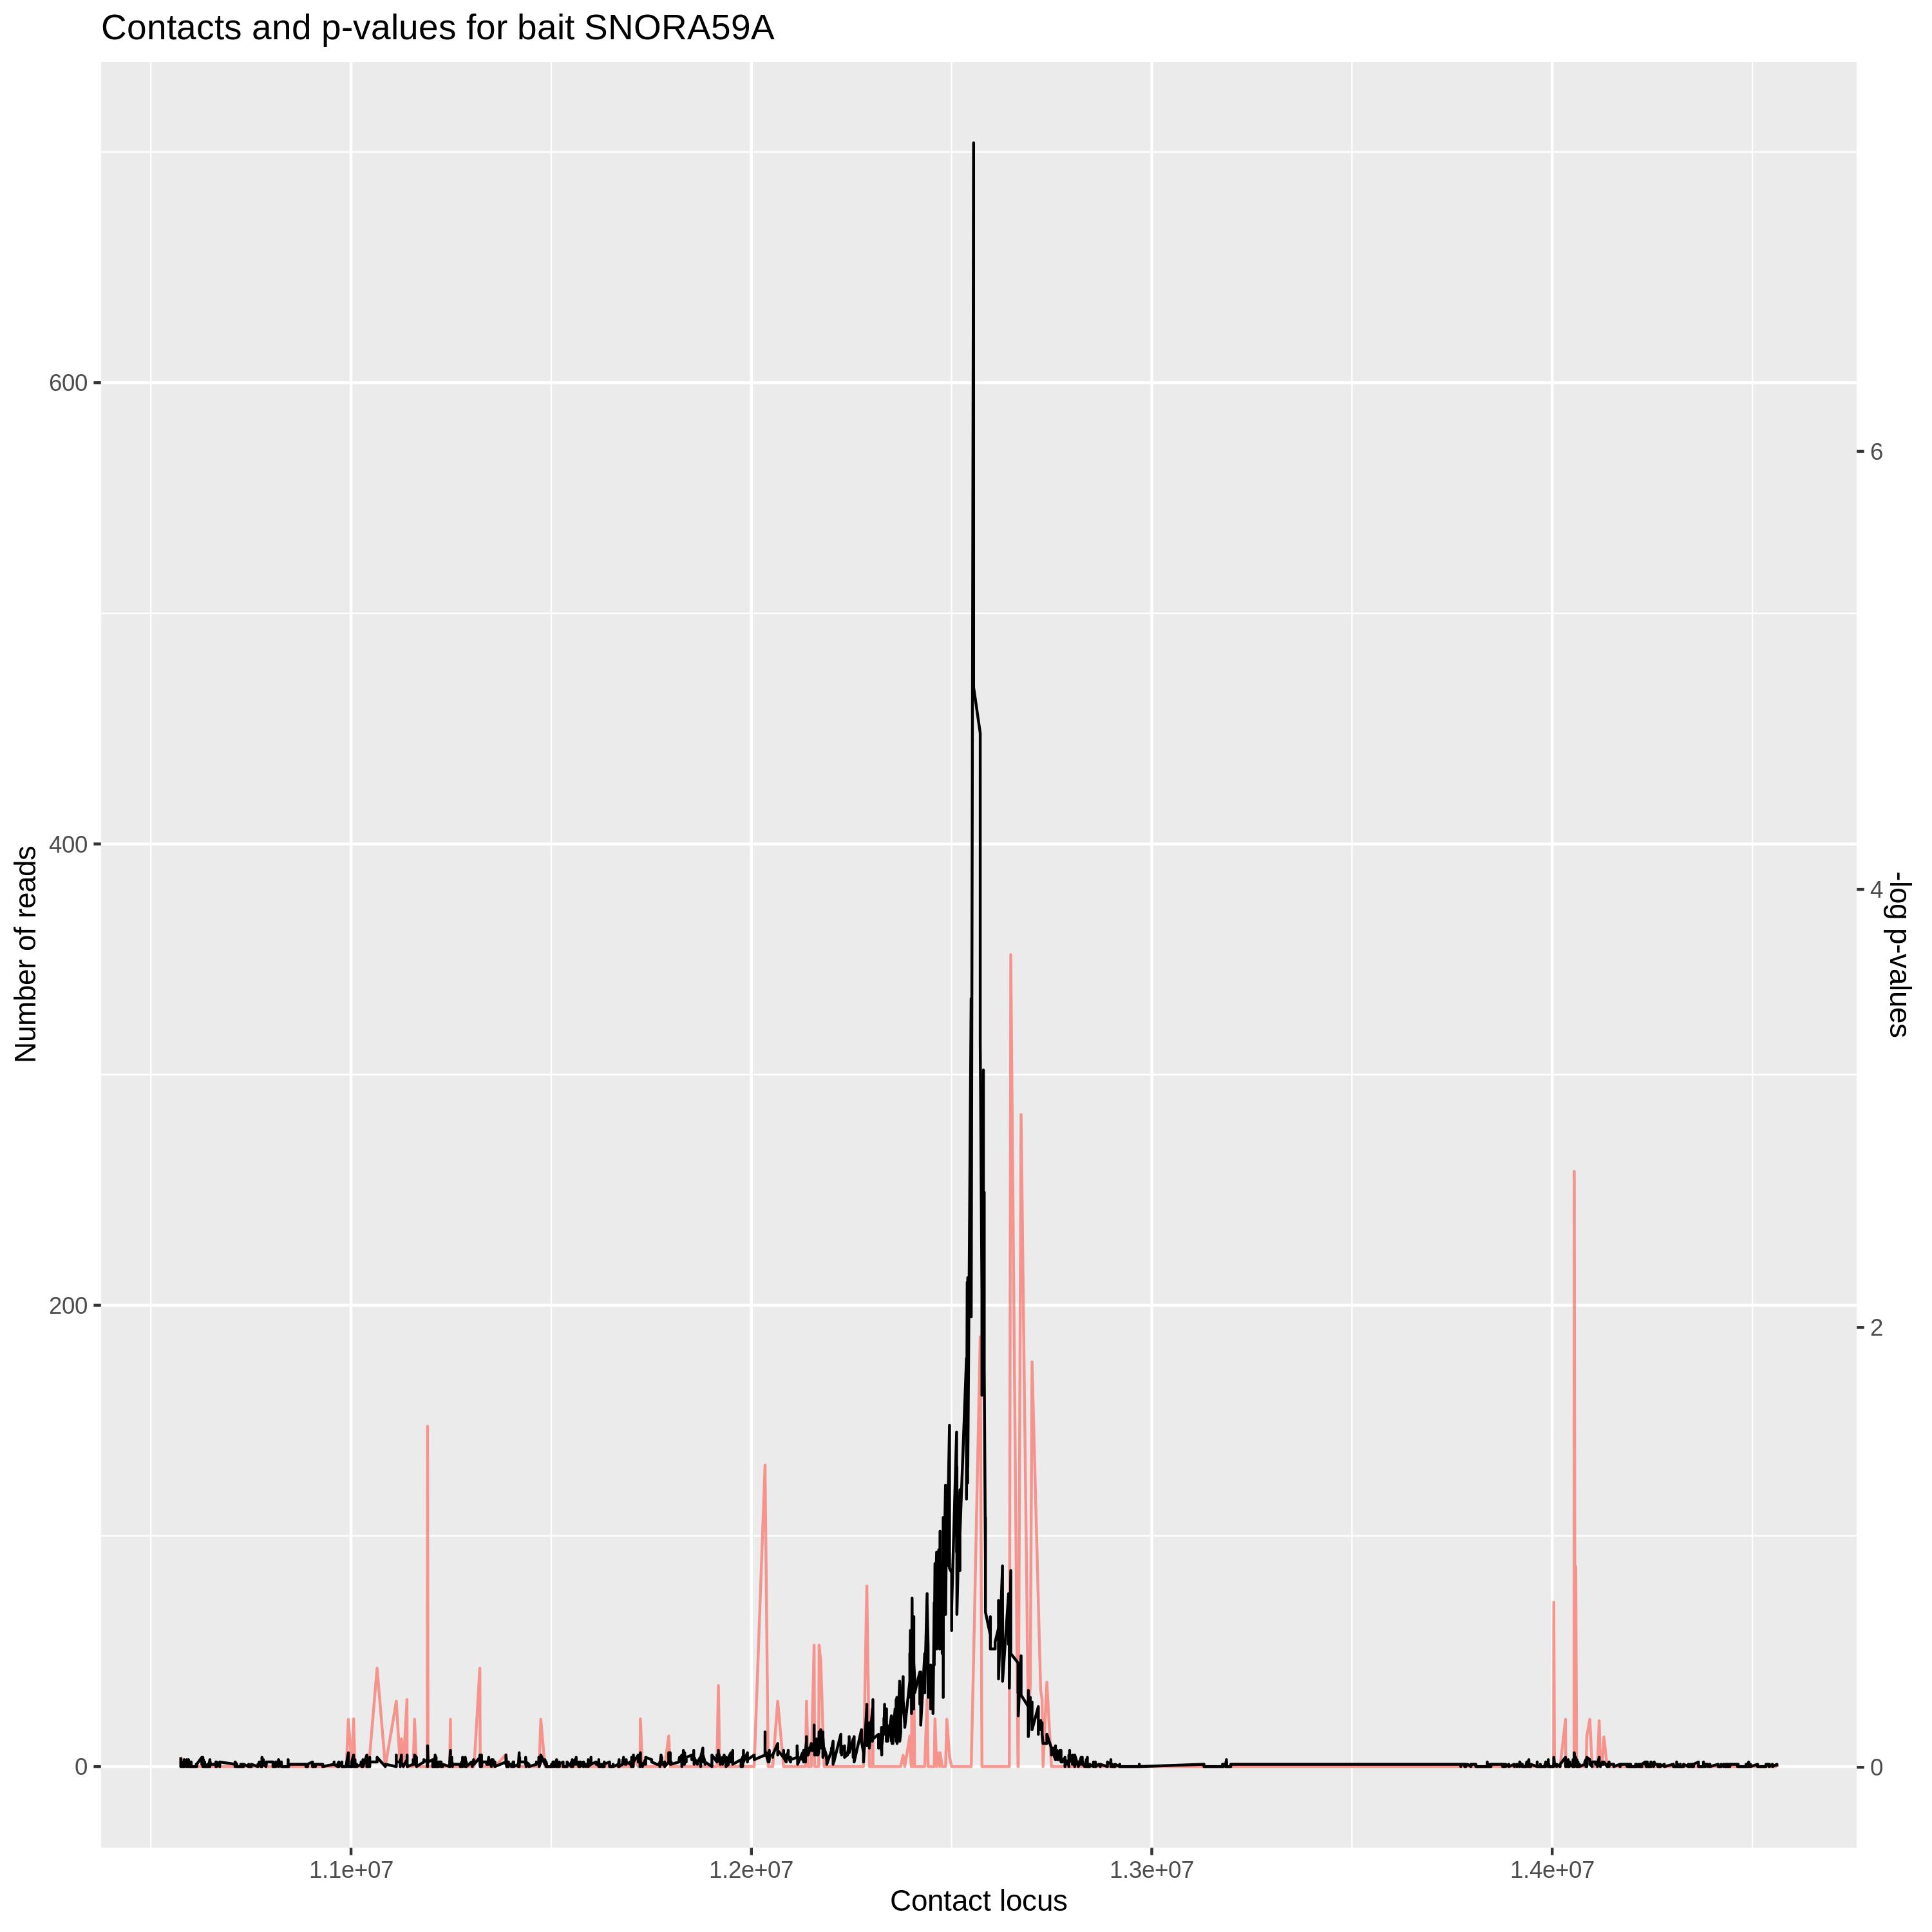 Contacts and p-values for bait SNORA59A
600
400
200
0
6
4
2
0
Number of reads
-log p-values
1.1e+07
1.2e+07
1.3e+07
1.4e+07
Contact locus